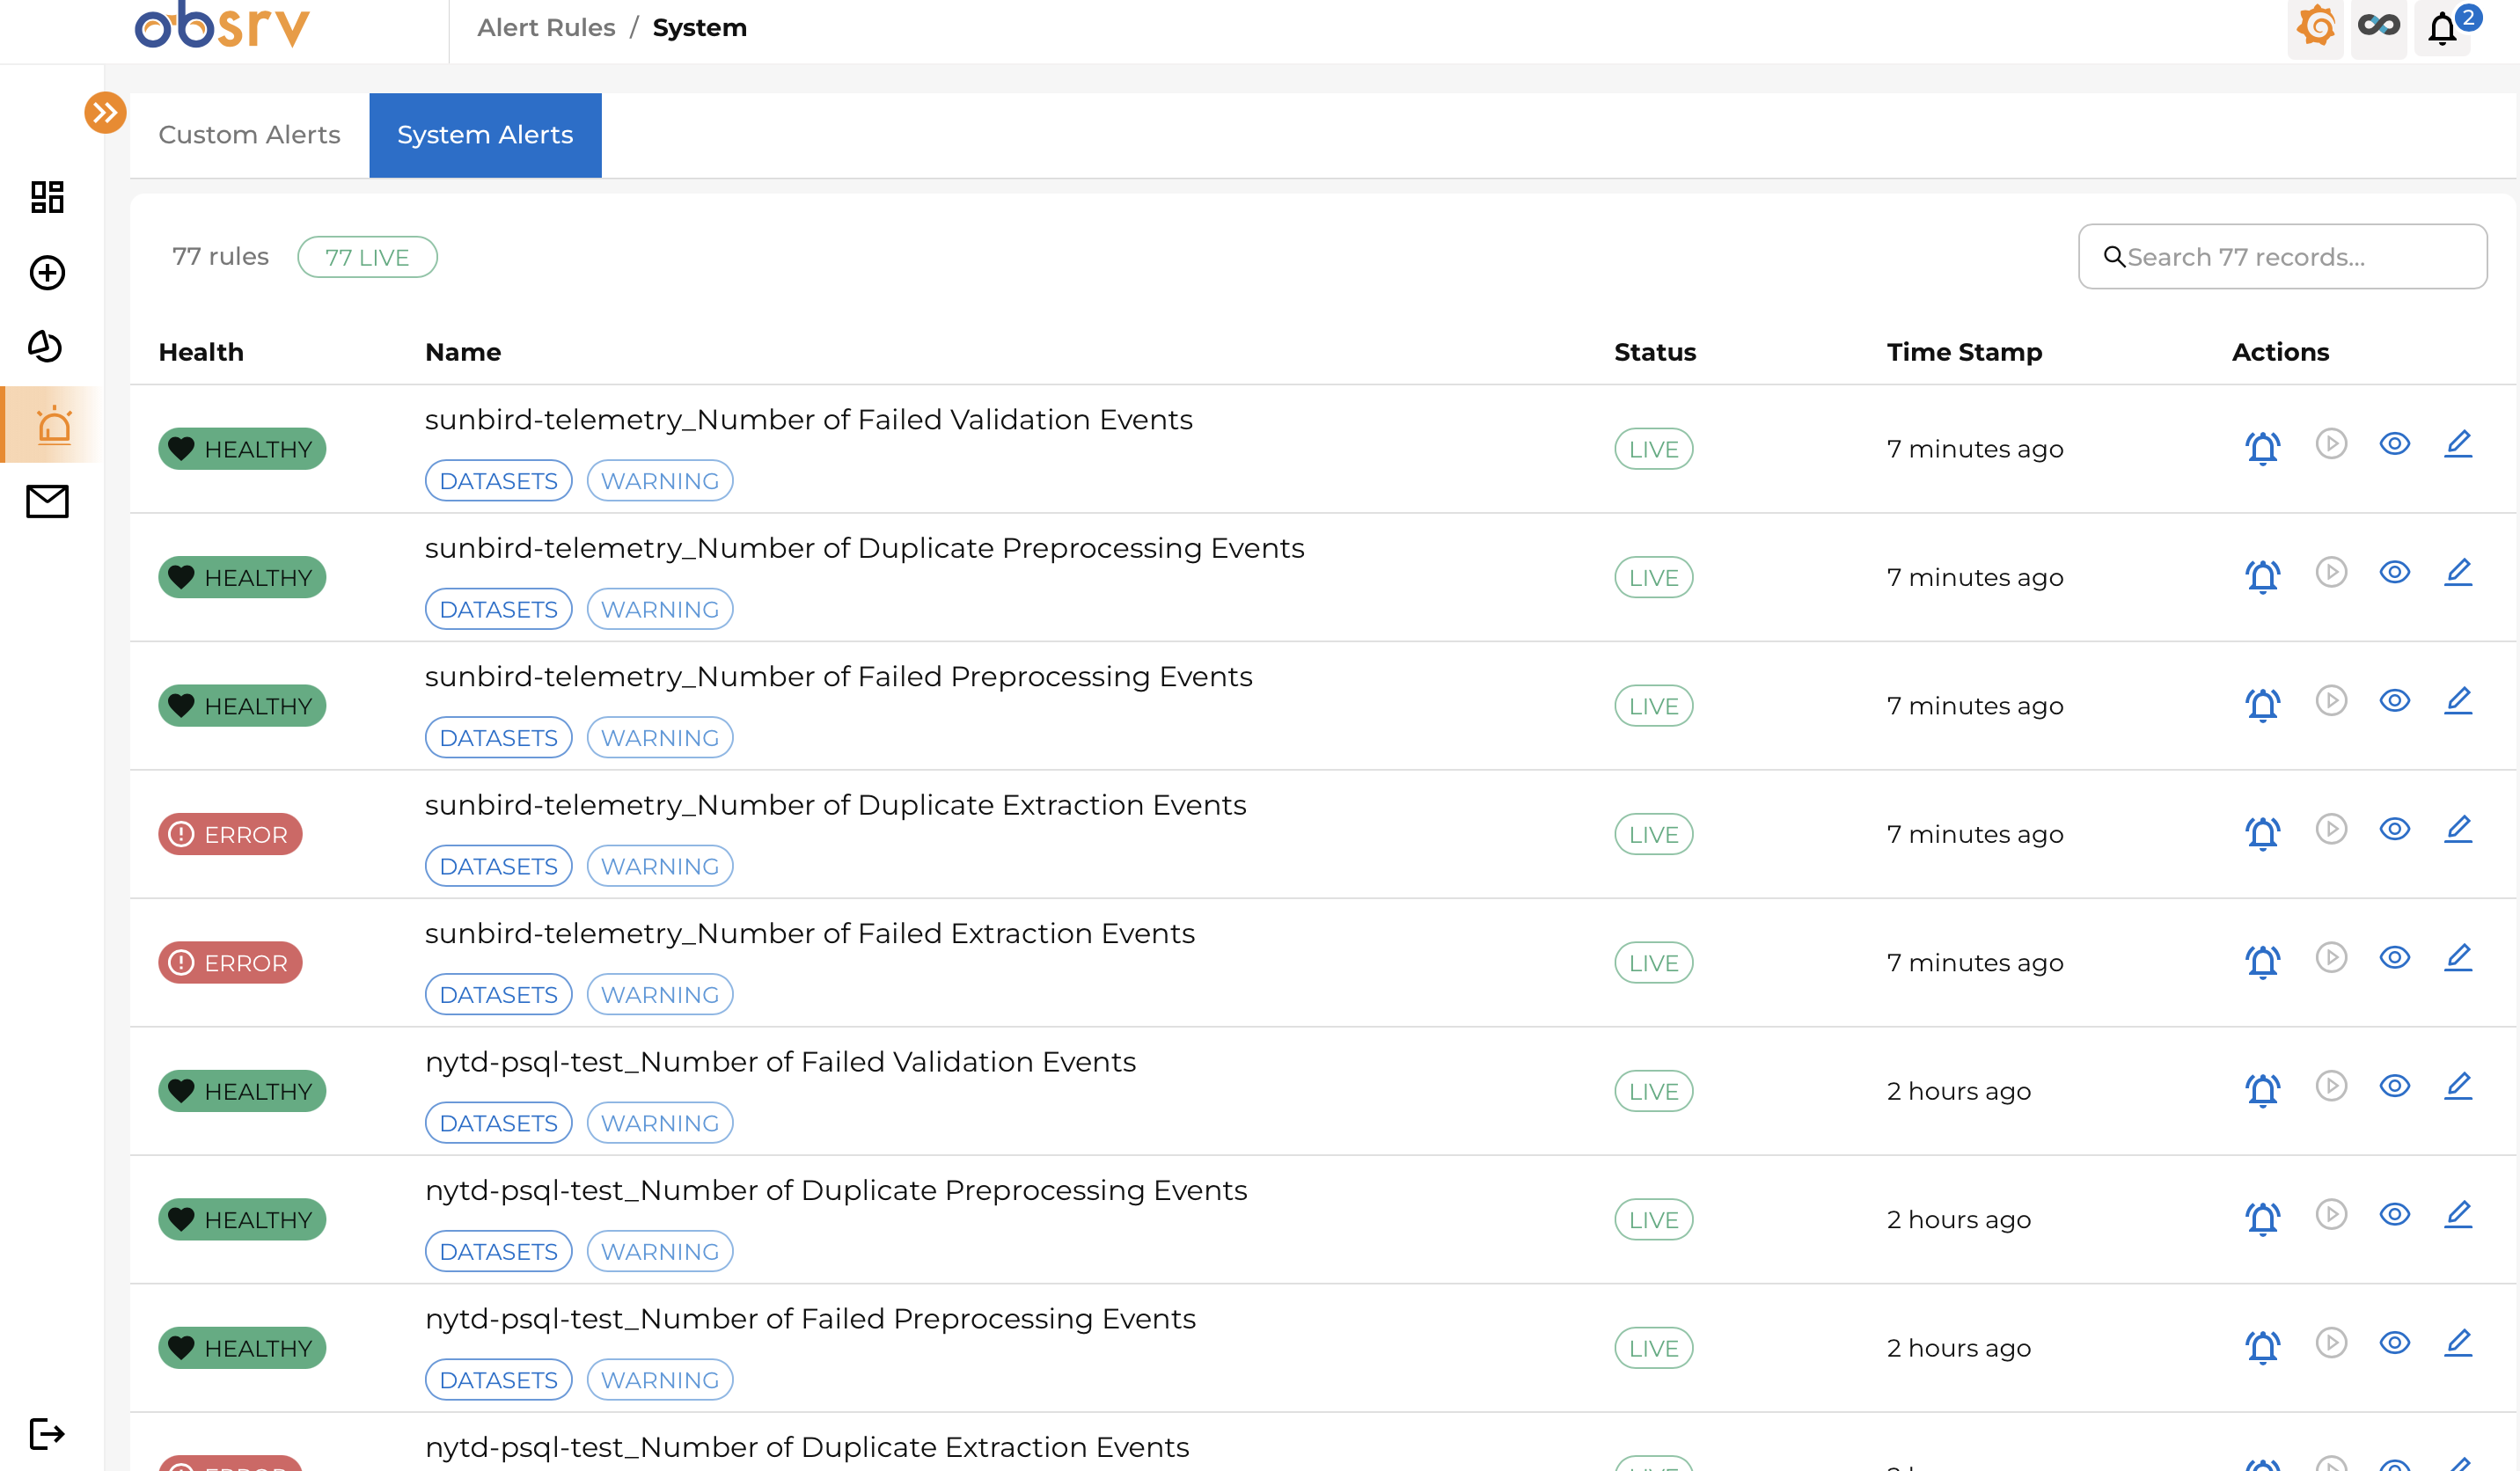 obsrv
Alert Rules / System
2
Custom Alerts
System Alerts
77 rules
77 LIVE
Search 77 records...
Health Name Status Time Stamp Actions
sunbird-telemetry_Number of Failed Validation Events
HEALTHY LIVE 7 minutes ago
DATASETS WARNING
sunbird-telemetry_Number of Duplicate Preprocessing Events
HEALTHY LIVE 7 minutes ago
DATASETS WARNING
sunbird-telemetry_Number of Failed Preprocessing Events
HEALTHY LIVE 7 minutes ago
DATASETS WARNING
sunbird-telemetry_Number of Duplicate Extraction Events
ERROR LIVE 7 minutes ago
DATASETS WARNING
sunbird-telemetry_Number of Failed Extraction Events
ERROR LIVE 7 minutes ago
DATASETS WARNING
nytd-psql-test_Number of Failed Validation Events
HEALTHY LIVE 2 hours ago
DATASETS WARNING
nytd-psql-test_Number of Duplicate Preprocessing Events
HEALTHY LIVE 2 hours ago
DATASETS WARNING
nytd-psql-test_Number of Failed Preprocessing Events
HEALTHY LIVE 2 hours ago
DATASETS WARNING
nytd-psql-test_Number of Duplicate Extraction Events